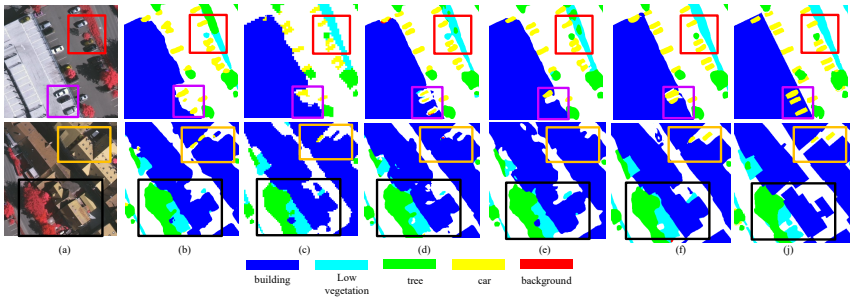 (a) (b) (c) (d) (e) (f) (j)
building Low vegetation tree car background